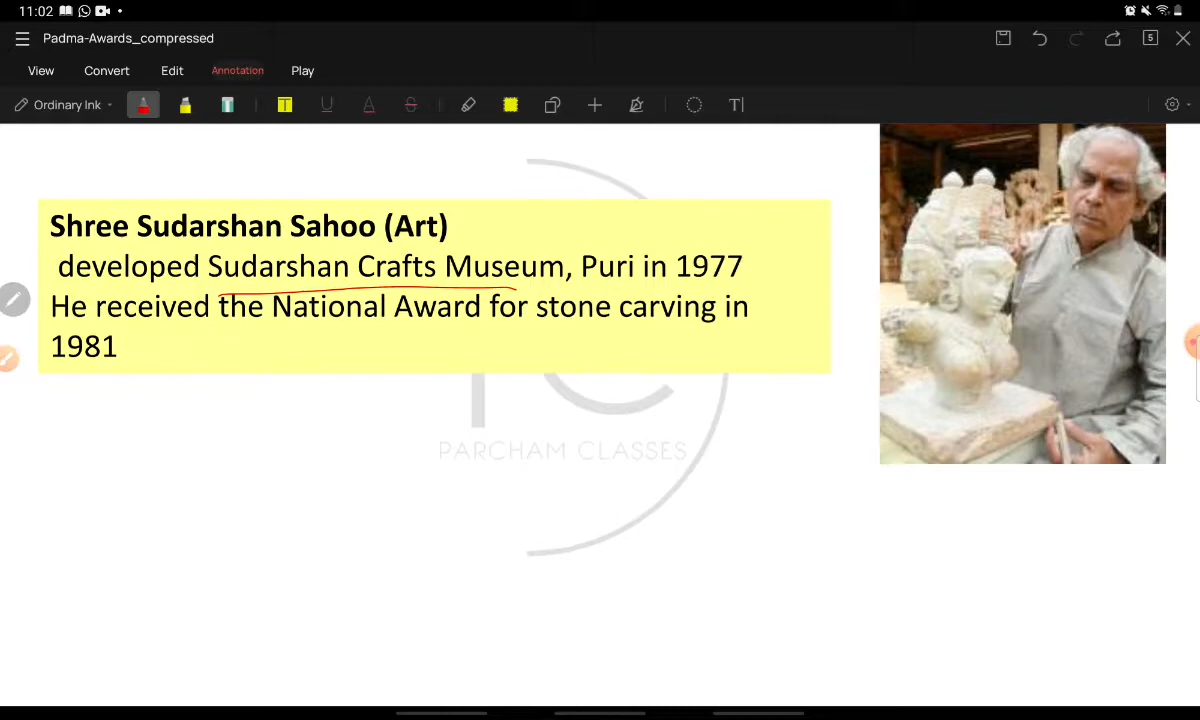 11:02
Padma-Awards_compressed
5
View Convert Edit Annotation Play
Ordinary Ink T U A S T|
Shree Sudarshan Sahoo (Art)
developed Sudarshan Crafts Museum, Puri in 1977
He received the National Award for stone carving in
1981
PARCHAM CLASSES